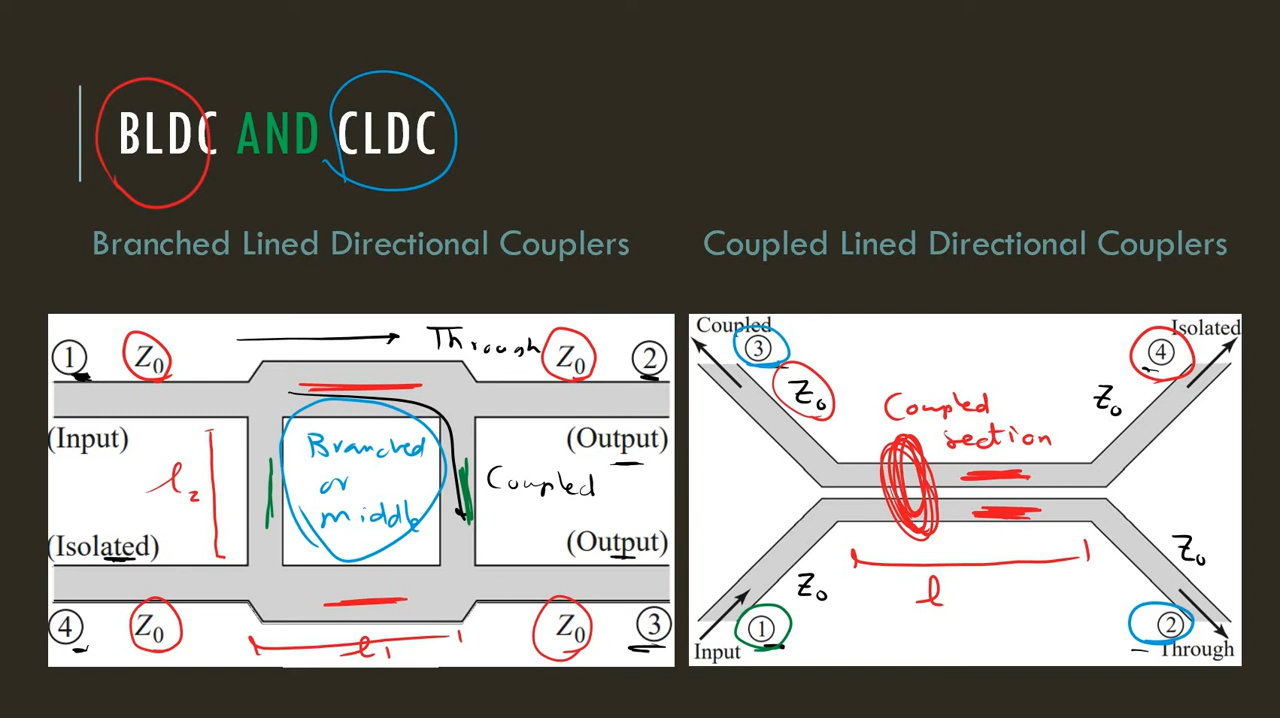 BLDC AND CLDC
Branched Lined Directional Couplers
Through
① Z₀ Z₀ ②
(Input) (Output)
Branched
or
middle
l₂
Coupled
(Isolated) (Output)
④ Z₀ Z₀ ③
l₁
Coupled Lined Directional Couplers
Coupled Isolated
③ ④
Z₀ Z₀
Coupled
section
Z₀ Z₀
l
① ②
Input Through